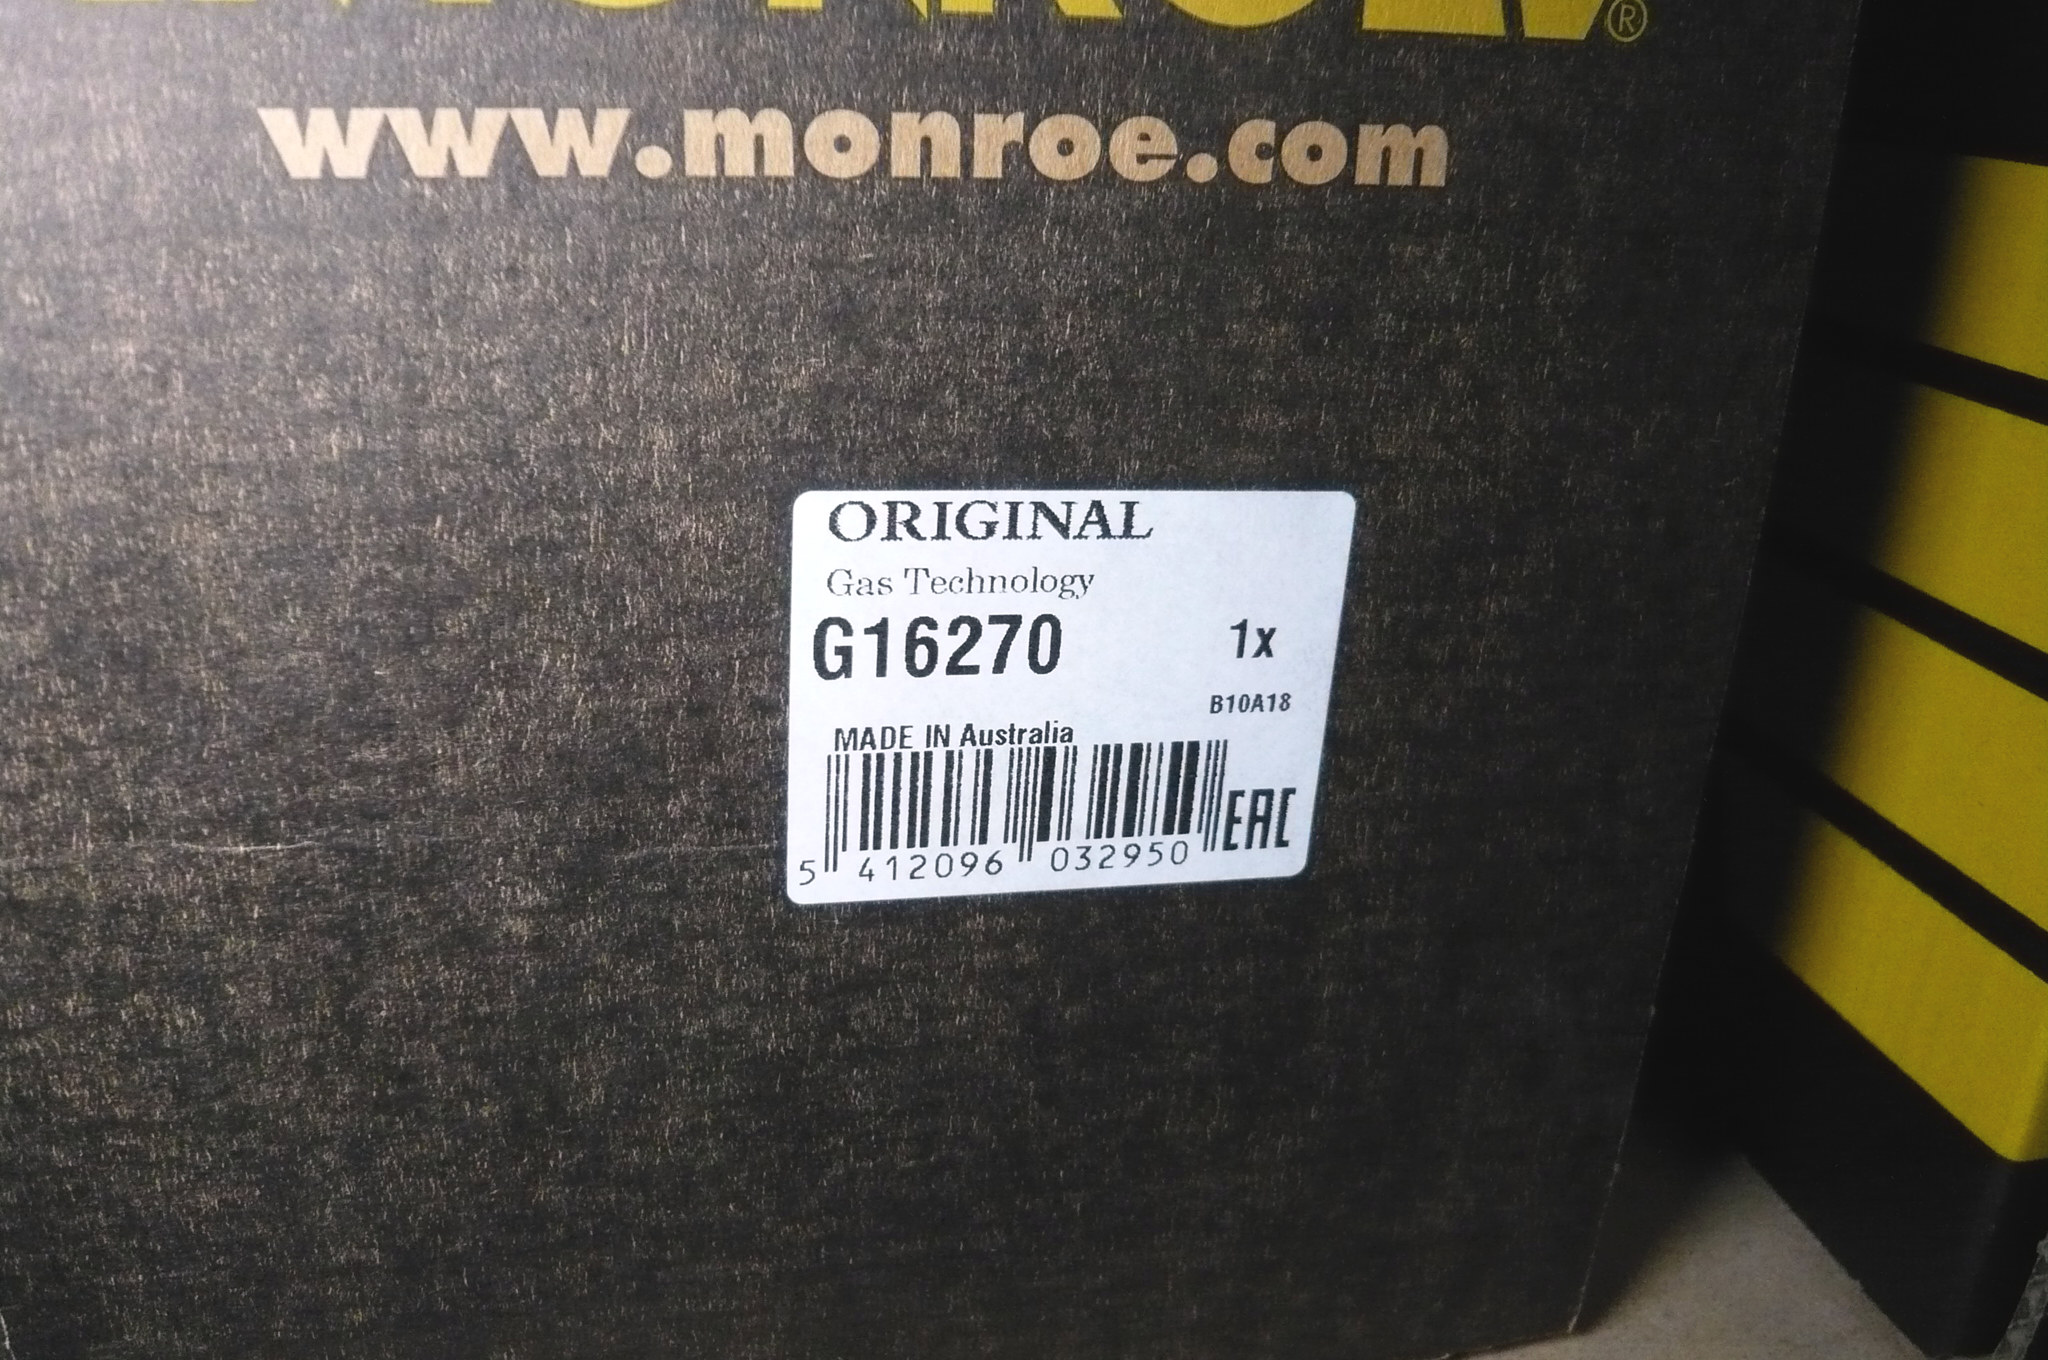 ®
www.monroe.com
ORIGINAL
Gas Technology
G16270 1x
B10A18
MADE IN Australia
EAC
5 412096 032950